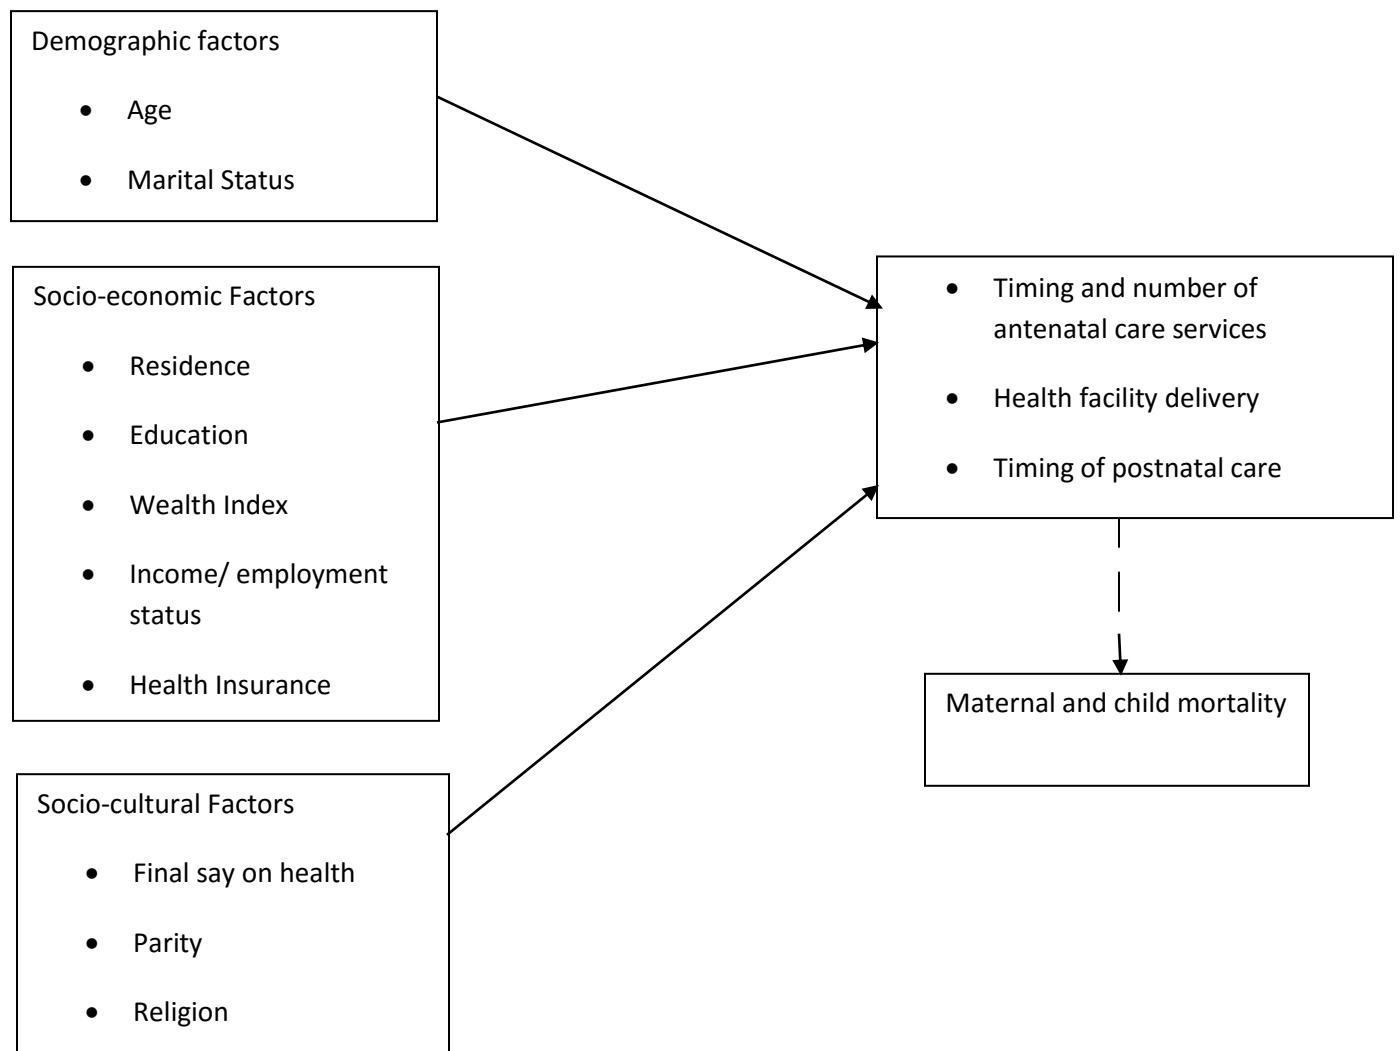 Demographic factors
• Age
• Marital Status
Socio-economic Factors
• Residence
• Education
• Wealth Index
• Income/ employment
status
• Health Insurance
Socio-cultural Factors
• Final say on health
• Parity
• Religion
• Timing and number of
antenatal care services
• Health facility delivery
• Timing of postnatal care
Maternal and child mortality